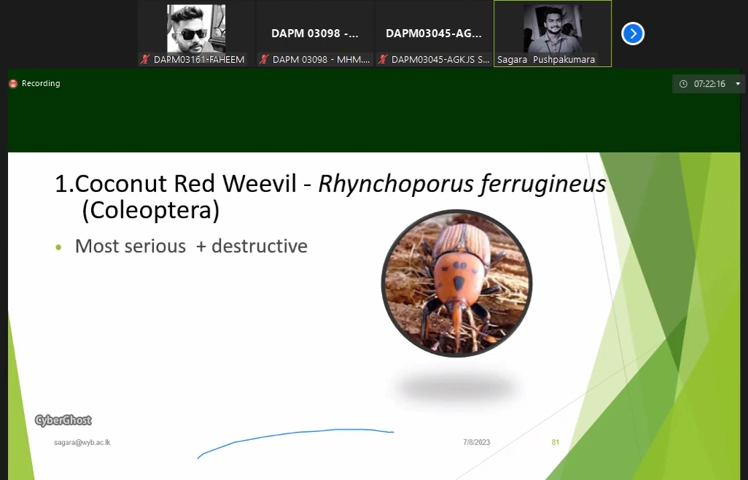 DAPM03161-FAHEEM
DAPM 03098 -...
DAPM 03098 - MHM....
DAPM03045-AG...
DAPM03045-AGKJS S...
Sagara Pushpakumara
Recording
07:22:16
1.Coconut Red Weevil - Rhynchoporus ferrugineus
(Coleoptera)
• Most serious + destructive
CyberGhost
sagara@wyb.ac.lk
7/8/2023
81